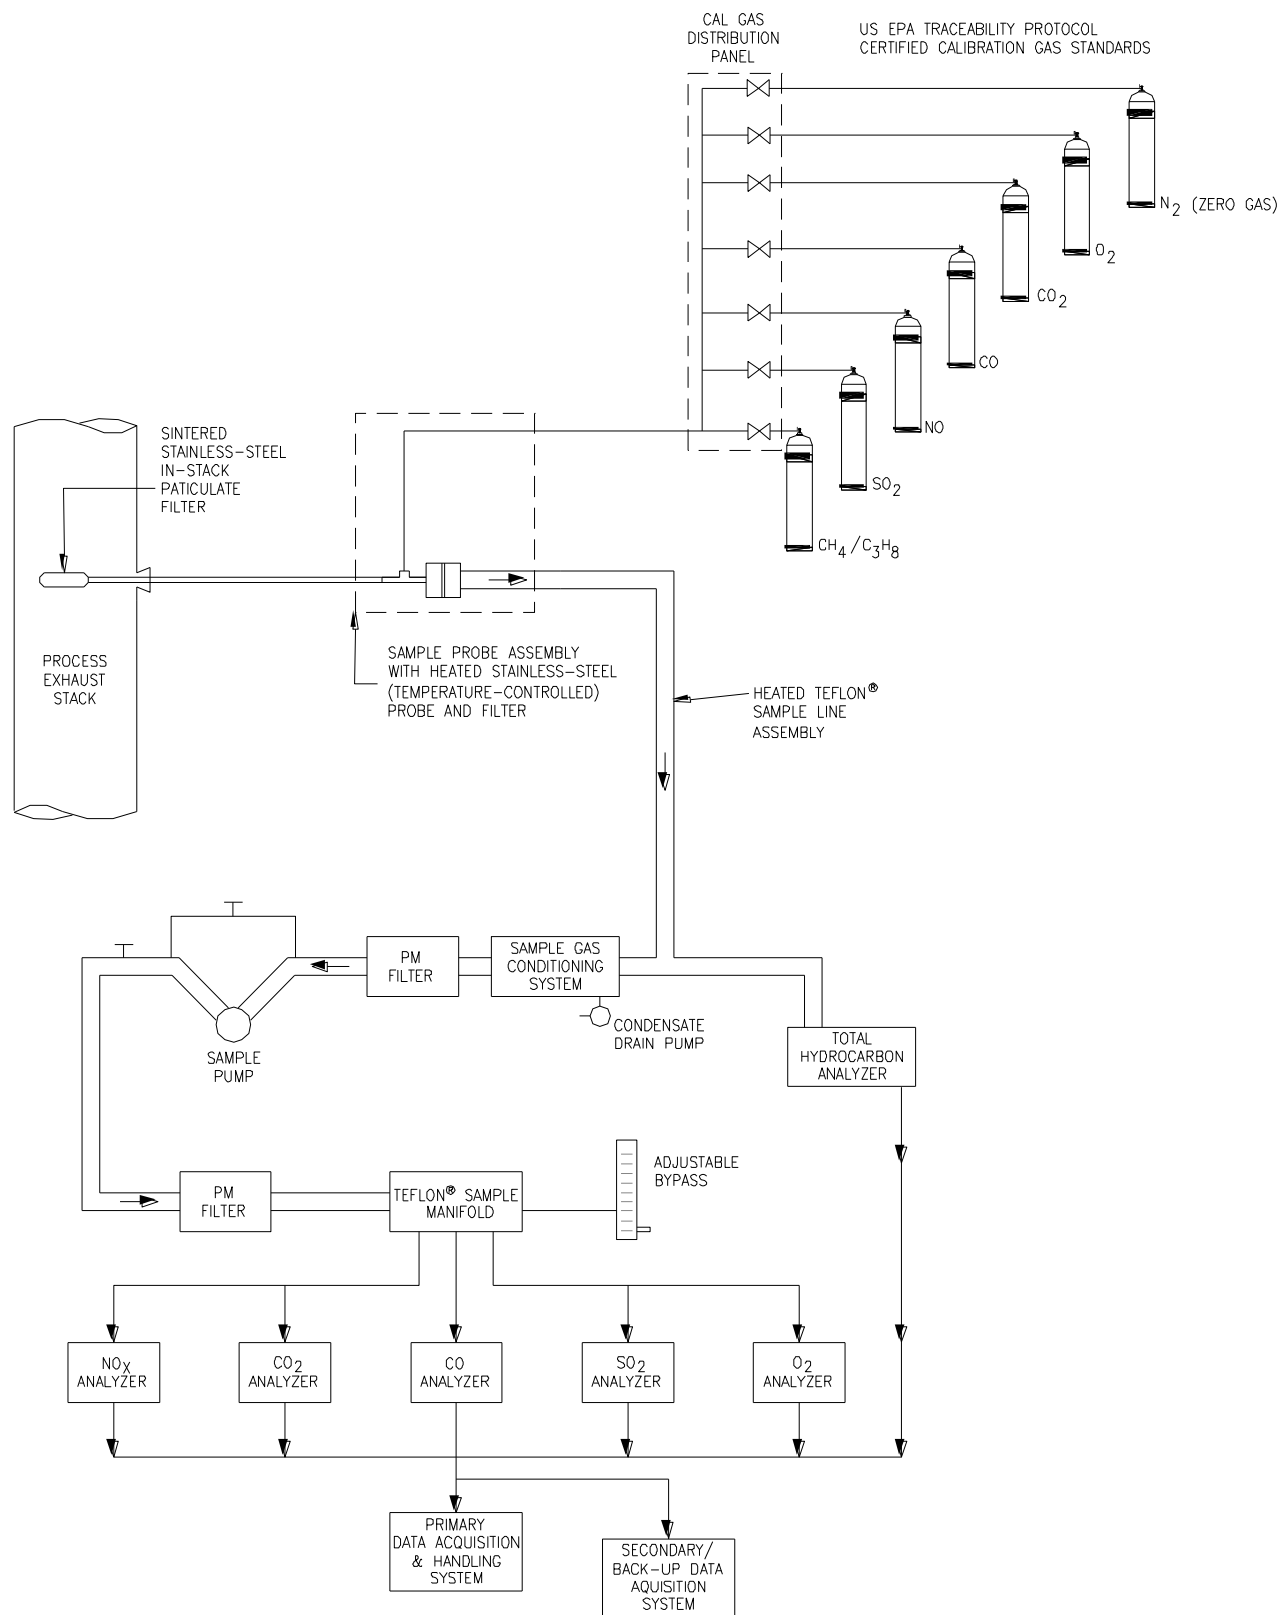 CAL GAS
DISTRIBUTION
PANEL
US EPA TRACEABILITY PROTOCOL
CERTIFIED CALIBRATION GAS STANDARDS
N2 (ZERO GAS)
O2
CO2
CO
NO
SO2
CH4/C3H8
SINTERED
STAINLESS-STEEL
IN-STACK
PATICULATE
FILTER
PROCESS
EXHAUST
STACK
SAMPLE PROBE ASSEMBLY
WITH HEATED STAINLESS-STEEL
(TEMPERATURE-CONTROLLED)
PROBE AND FILTER
HEATED TEFLON®
SAMPLE LINE
ASSEMBLY
PM
FILTER
SAMPLE GAS
CONDITIONING
SYSTEM
CONDENSATE
DRAIN PUMP
SAMPLE
PUMP
TOTAL
HYDROCARBON
ANALYZER
PM
FILTER
TEFLON® SAMPLE
MANIFOLD
ADJUSTABLE
BYPASS
NOX
ANALYZER
CO2
ANALYZER
CO
ANALYZER
SO2
ANALYZER
O2
ANALYZER
PRIMARY
DATA ACQUISITION
& HANDLING
SYSTEM
SECONDARY/
BACK-UP DATA
AQUISITION
SYSTEM